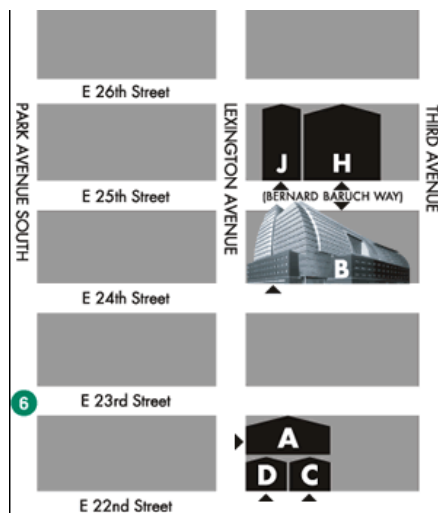 E 26th Street
PARK AVENUE SOUTH
LEXINGTON AVENUE
THIRD AVENUE
J
H
E 25th Street
(BERNARD BARUCH WAY)
B
E 24th Street
6
E 23rd Street
A
D
C
E 22nd Street